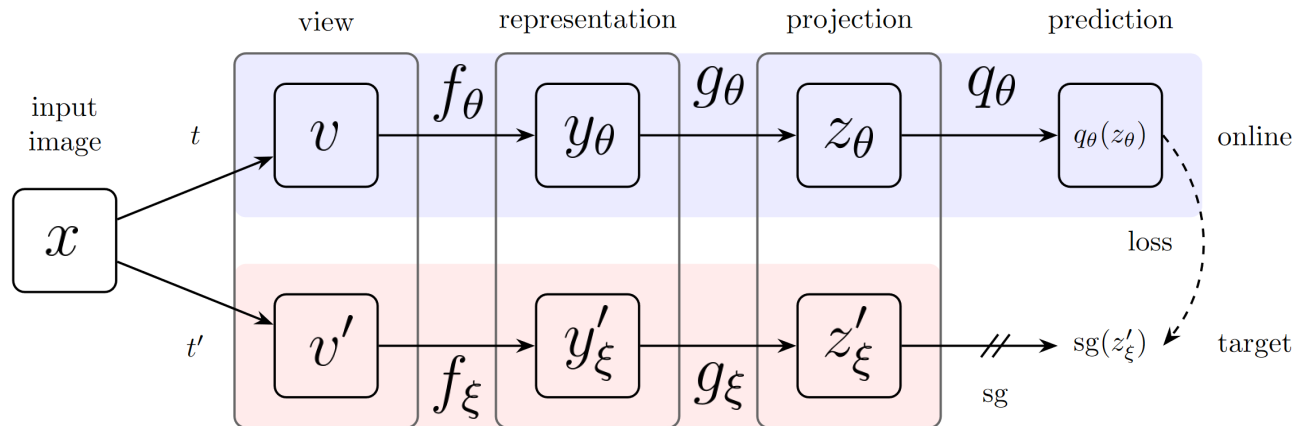 view representation projection prediction
input
image
t
f_θ g_θ q_θ
v y_θ z_θ q_θ(z_θ) online
x
loss
t′
v′ y′_ξ z′_ξ sg(z′_ξ) target
f_ξ g_ξ sg